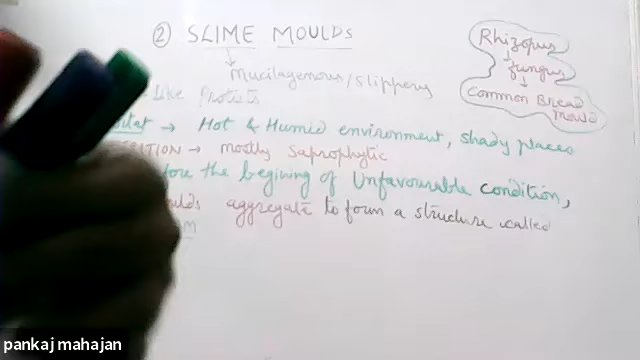 ② SLIME MOULDS
Mucilagenous/Slippery
Like Protists
Rhizopus
fungus
Common Bread
Mould
→ Hot & Humid environment, shady places
→ mostly Saprophytic
the begining of Unfavourable condition,
aggregate to form a structure called
pankaj mahajan